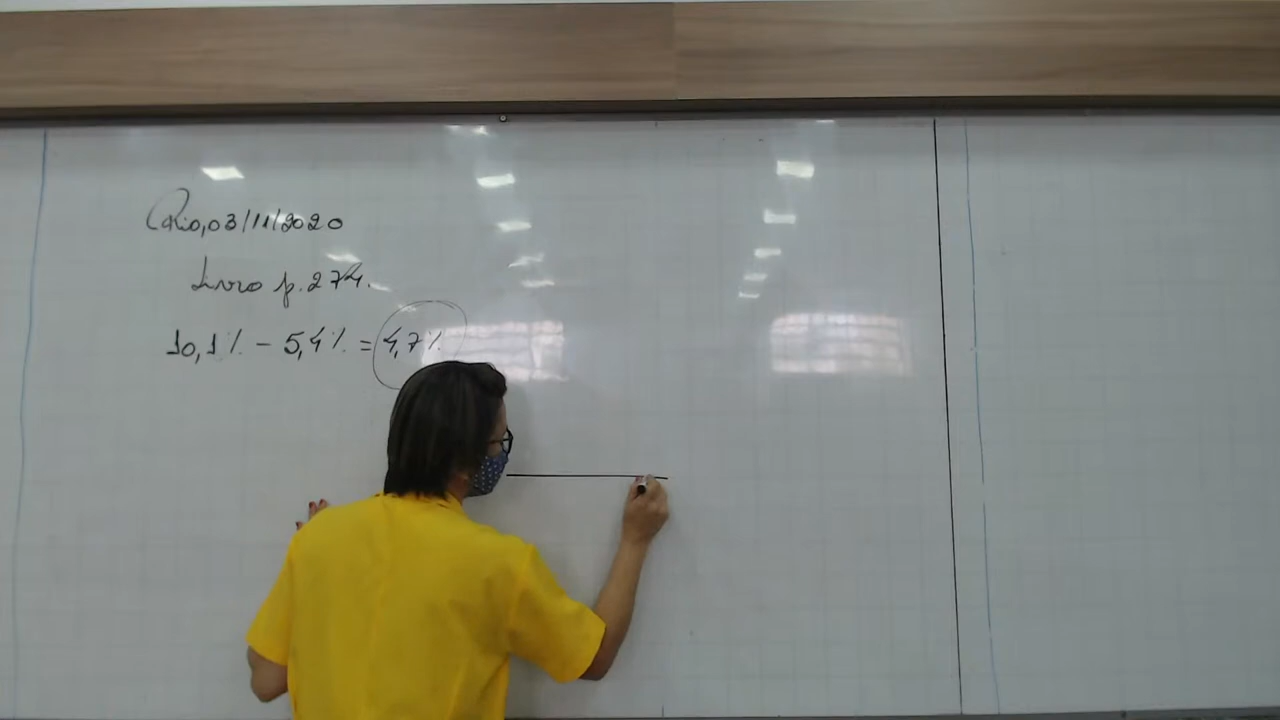 Rio, 03/11/2020
Livro p. 274.
10,1% - 5,4% = 4,7%